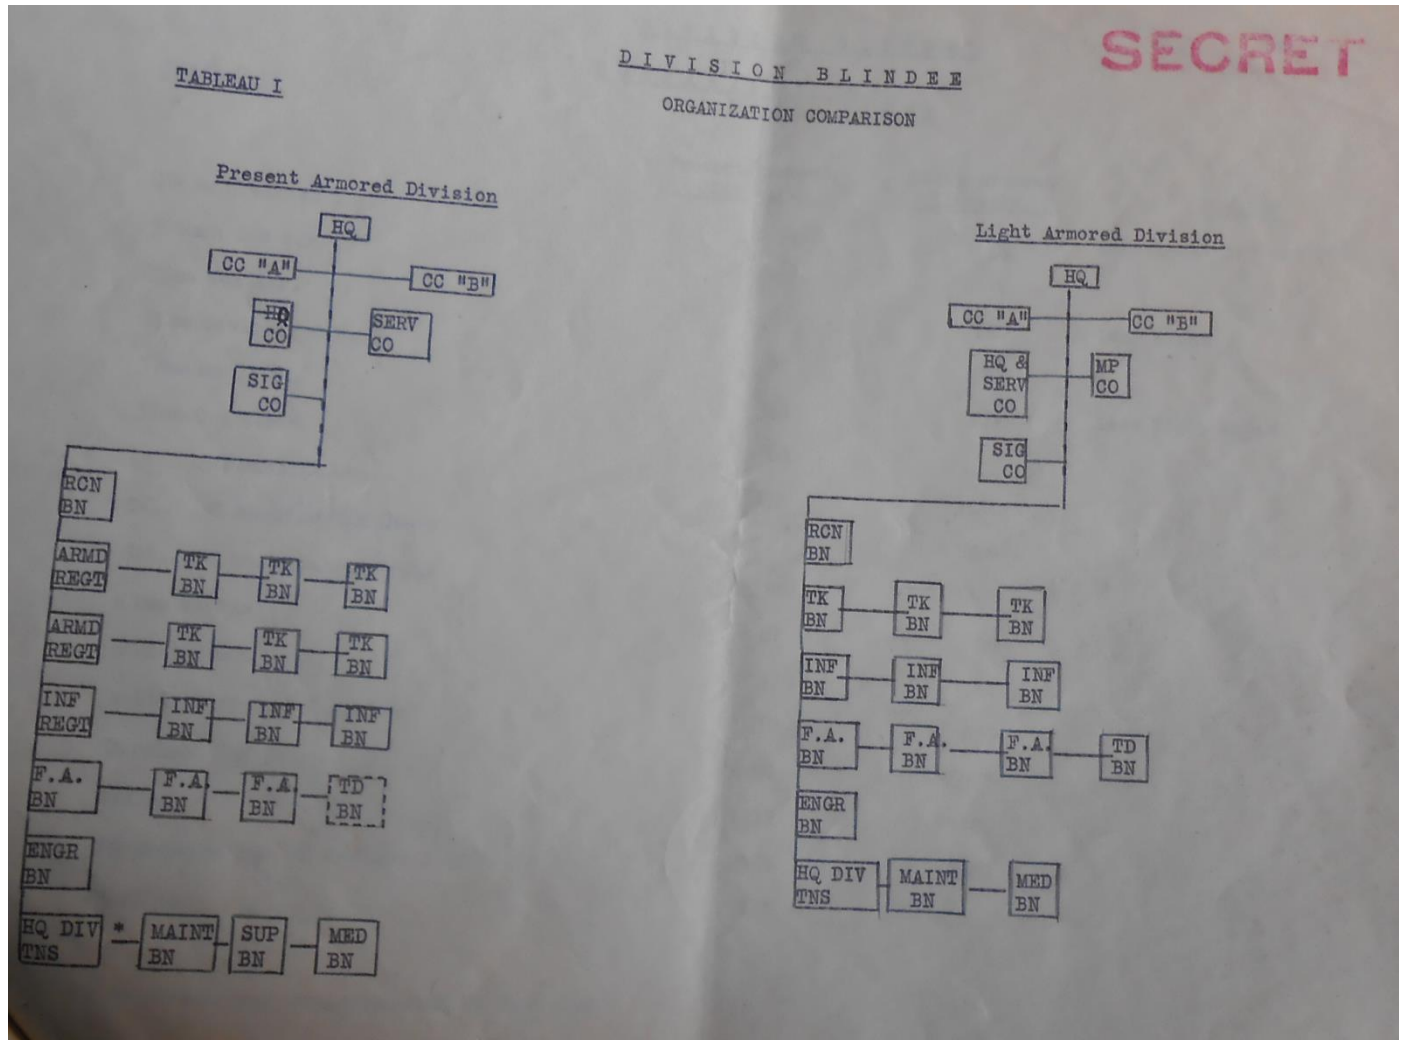 SECRET
TABLEAU I
D I V I S I O N   B L I N D E E
ORGANIZATION COMPARISON
Present Armored Division
HQ
CC "A"
CC "B"
HQ
CO
SERV
CO
SIG
CO
RCN
BN
ARMD
REGT
TK
BN
TK
BN
TK
BN
ARMD
REGT
TK
BN
TK
BN
TK
BN
INF
REGT
INF
BN
INF
BN
INF
BN
F.A.
BN
F.A.
BN
F.A.
BN
TD
BN
ENGR
BN
HQ DIV
TNS
*
MAINT
BN
SUP
BN
MED
BN
Light Armored Division
HQ
CC "A"
CC "B"
HQ &
SERV
CO
MP
CO
SIG
CO
RCN
BN
TK
BN
TK
BN
TK
BN
INF
BN
INF
BN
INF
BN
F.A.
BN
F.A.
BN
F.A.
BN
TD
BN
ENGR
BN
HQ DIV
TNS
MAINT
BN
MED
BN